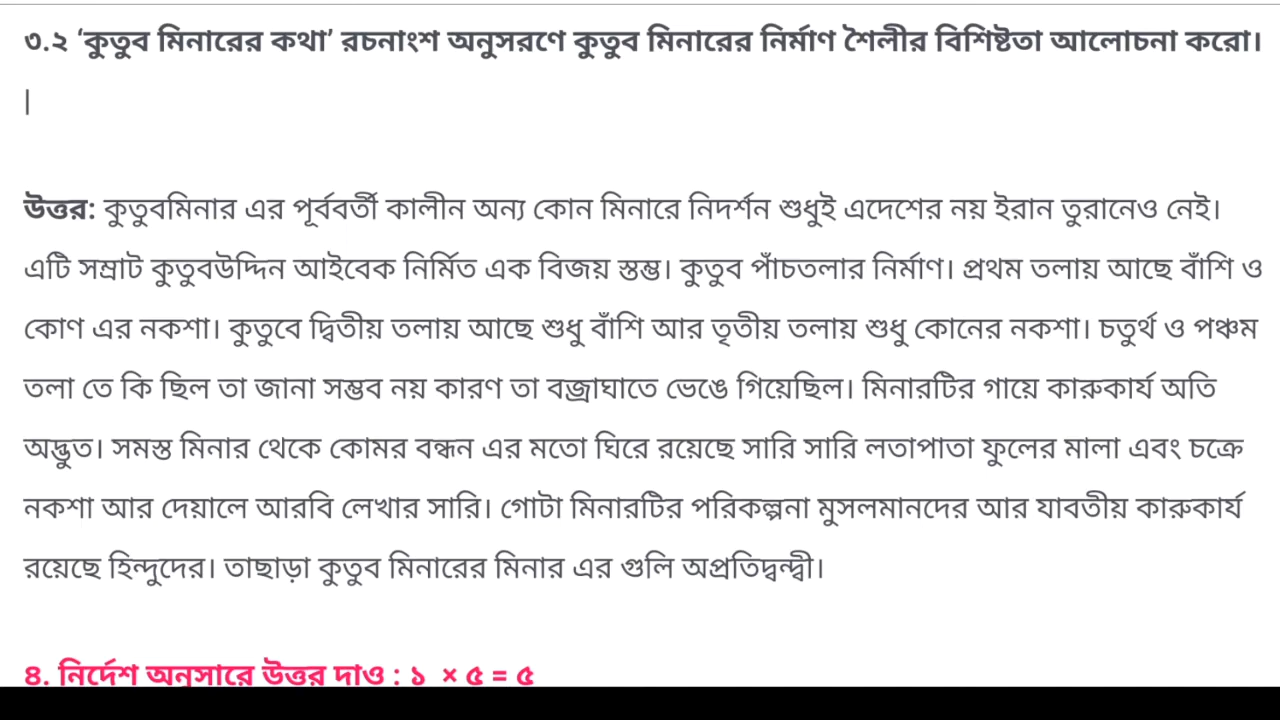 ৩.২ ‘কুতুব মিনারের কথা’ রচনাংশ অনুসরণে কুতুব মিনারের নির্মাণ শৈলীর বিশিষ্টতা আলোচনা করো।
|
উত্তর: কুতুবমিনার এর পূর্ববর্তী কালীন অন্য কোন মিনারে নিদর্শন শুধুই এদেশের নয় ইরান তুরানেও নেই।
এটি সম্রাট কুতুবউদ্দিন আইবেক নির্মিত এক বিজয় স্তম্ভ। কুতুব পাঁচতলার নির্মাণ। প্রথম তলায় আছে বাঁশি ও
কোণ এর নকশা। কুতুবে দ্বিতীয় তলায় আছে শুধু বাঁশি আর তৃতীয় তলায় শুধু কোনের নকশা। চতুর্থ ও পঞ্চম
তলা তে কি ছিল তা জানা সম্ভব নয় কারণ তা বজ্রাঘাতে ভেঙে গিয়েছিল। মিনারটির গায়ে কারুকার্য অতি
অদ্ভুত। সমস্ত মিনার থেকে কোমর বন্ধন এর মতো ঘিরে রয়েছে সারি সারি লতাপাতা ফুলের মালা এবং চক্রে
নকশা আর দেয়ালে আরবি লেখার সারি। গোটা মিনারটির পরিকল্পনা মুসলমানদের আর যাবতীয় কারুকার্য
রয়েছে হিন্দুদের। তাছাড়া কুতুব মিনারের মিনার এর গুলি অপ্রতিদ্বন্দ্বী।
৪. নির্দেশ অনুসারে উত্তর দাও : ১ × ৫ = ৫